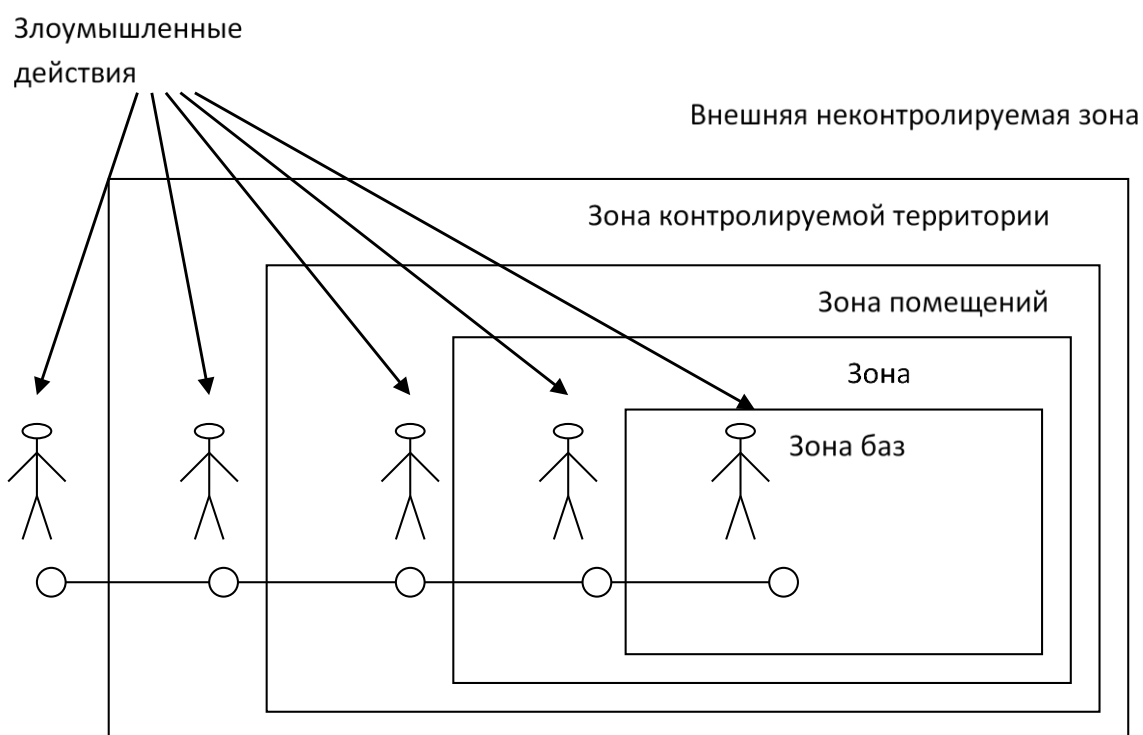 Злоумышленные
действия
Внешняя неконтролируемая зона
Зона контролируемой территории
Зона помещений
Зона
Зона баз